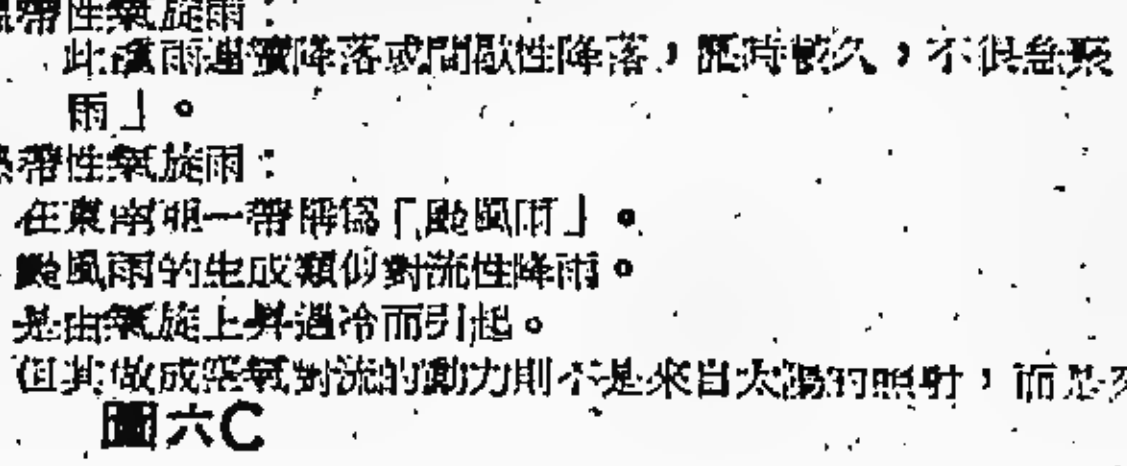 帶性氣旋雨：
此種雨連續降落或間歇性降落，歷時較久，不很急聚
雨」。
帶性氣旋雨：
在東南亞一帶稱爲「颱風雨」。
颱風雨的生成類似對流性降雨。
是由氣旋上昇過冷而引起。
但其做成空氣對流的動力則不是來自太陽的照射，而是
圖六C